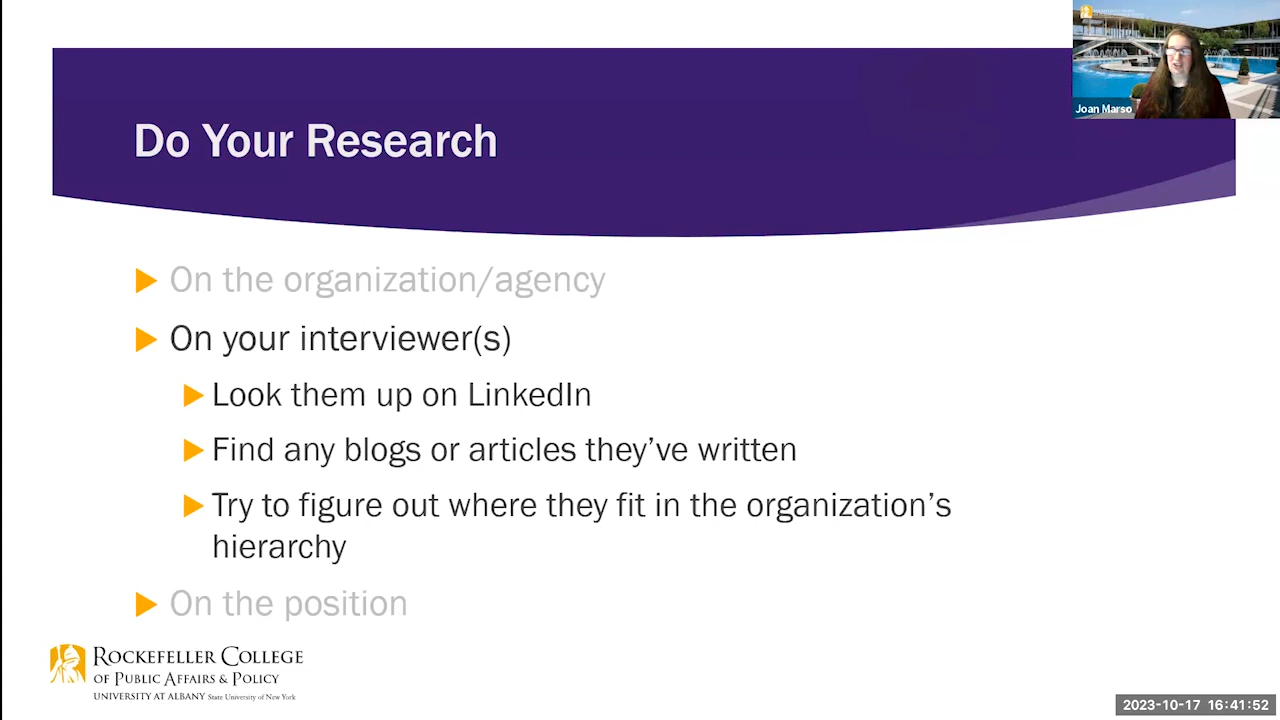 Joan Marso
Do Your Research
On the organization/agency
On your interviewer(s)
Look them up on LinkedIn
Find any blogs or articles they’ve written
Try to figure out where they fit in the organization’s
hierarchy
On the position
ROCKEFELLER COLLEGE
OF PUBLIC AFFAIRS & POLICY
UNIVERSITY AT ALBANY State University of New York
2023-10-17 16:41:52